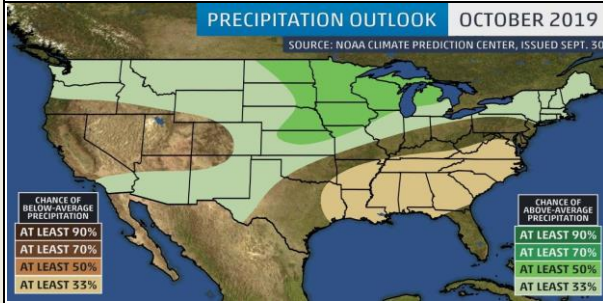 PRECIPITATION OUTLOOK OCTOBER 2019
SOURCE: NOAA CLIMATE PREDICTION CENTER, ISSUED SEPT. 30
CHANCE OF
BELOW-AVERAGE
PRECIPITATION
AT LEAST 90%
AT LEAST 70%
AT LEAST 50%
AT LEAST 33%
CHANCE OF
ABOVE-AVERAGE
PRECIPITATION
AT LEAST 90%
AT LEAST 70%
AT LEAST 50%
AT LEAST 33%